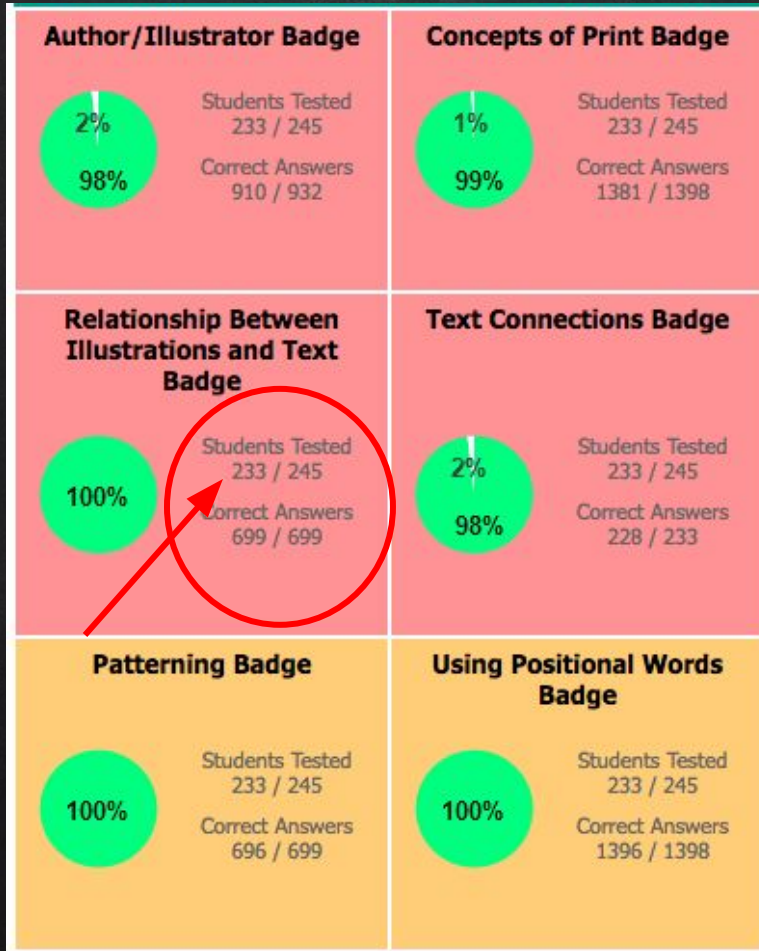 Author/Illustrator Badge
2%
98%
Students Tested
233 / 245
Correct Answers
910 / 932
Concepts of Print Badge
1%
99%
Students Tested
233 / 245
Correct Answers
1381 / 1398
Relationship Between
Illustrations and Text
Badge
100%
Students Tested
233 / 245
Correct Answers
699 / 699
Text Connections Badge
2%
98%
Students Tested
233 / 245
Correct Answers
228 / 233
Patterning Badge
100%
Students Tested
233 / 245
Correct Answers
696 / 699
Using Positional Words
Badge
100%
Students Tested
233 / 245
Correct Answers
1396 / 1398